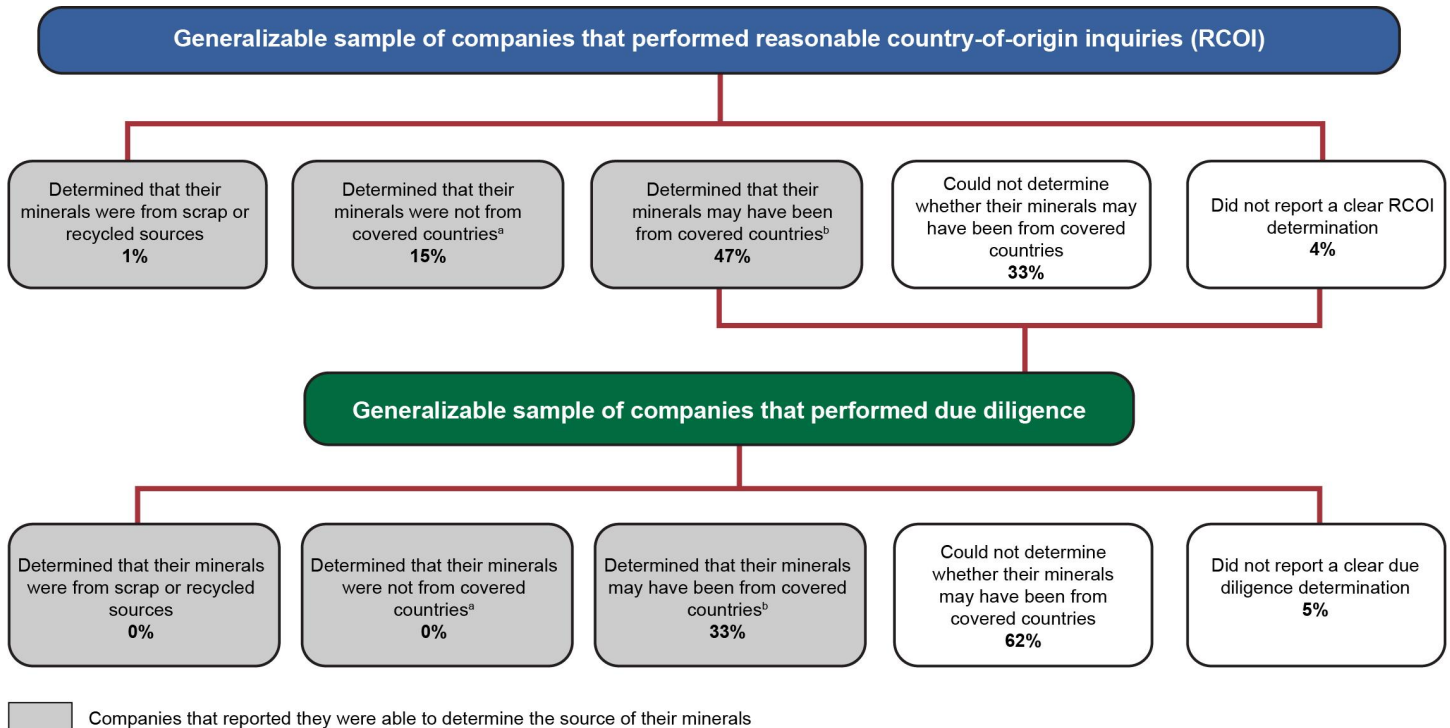 Generalizable sample of companies that performed reasonable country-of-origin inquiries (RCOI)
Determined that their
minerals were from scrap or
recycled sources
1%
Determined that their
minerals were not from
covered countriesᵃ
15%
Determined that their
minerals may have been
from covered countriesᵇ
47%
Could not determine
whether their minerals may
have been from covered
countries
33%
Did not report a clear RCOI
determination
4%
Generalizable sample of companies that performed due diligence
Determined that their minerals
were from scrap or recycled
sources
0%
Determined that their minerals
were not from covered
countriesᵃ
0%
Determined that their minerals
may have been from covered
countriesᵇ
33%
Could not determine
whether their minerals
may have been from
covered countries
62%
Did not report a clear due
diligence determination
5%
Companies that reported they were able to determine the source of their minerals